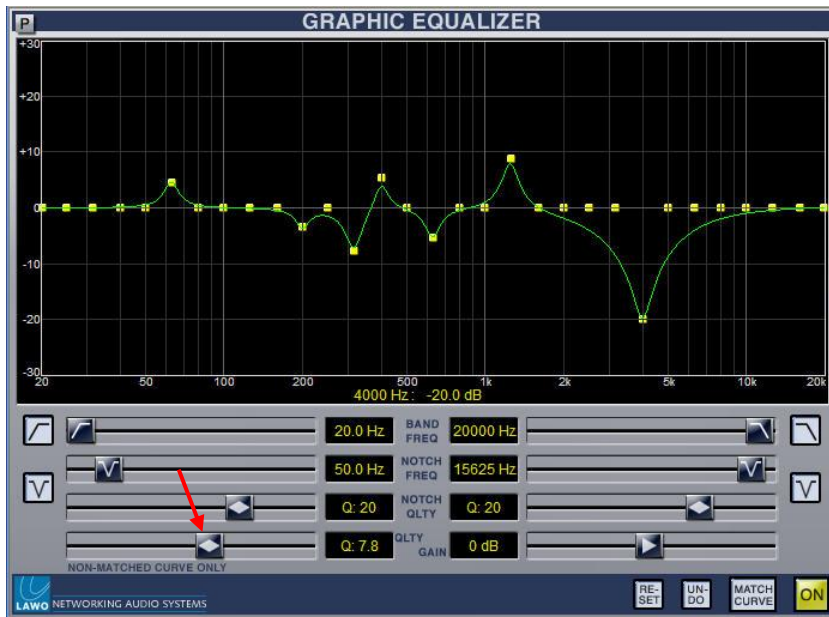 P GRAPHIC EQUALIZER
+30
+20
+10
0
-10
-20
-30
20 50 100 200 500 1k 2k 5k 10k 20k
4000 Hz: -20.0 dB
20.0 Hz BAND FREQ 20000 Hz
50.0 Hz NOTCH FREQ 15625 Hz
Q: 20 NOTCH QLTY Q: 20
Q: 7.8 QLTY GAIN 0 dB
NON-MATCHED CURVE ONLY
LAWO NETWORKING AUDIO SYSTEMS RE-SET UN-DO MATCH CURVE ON